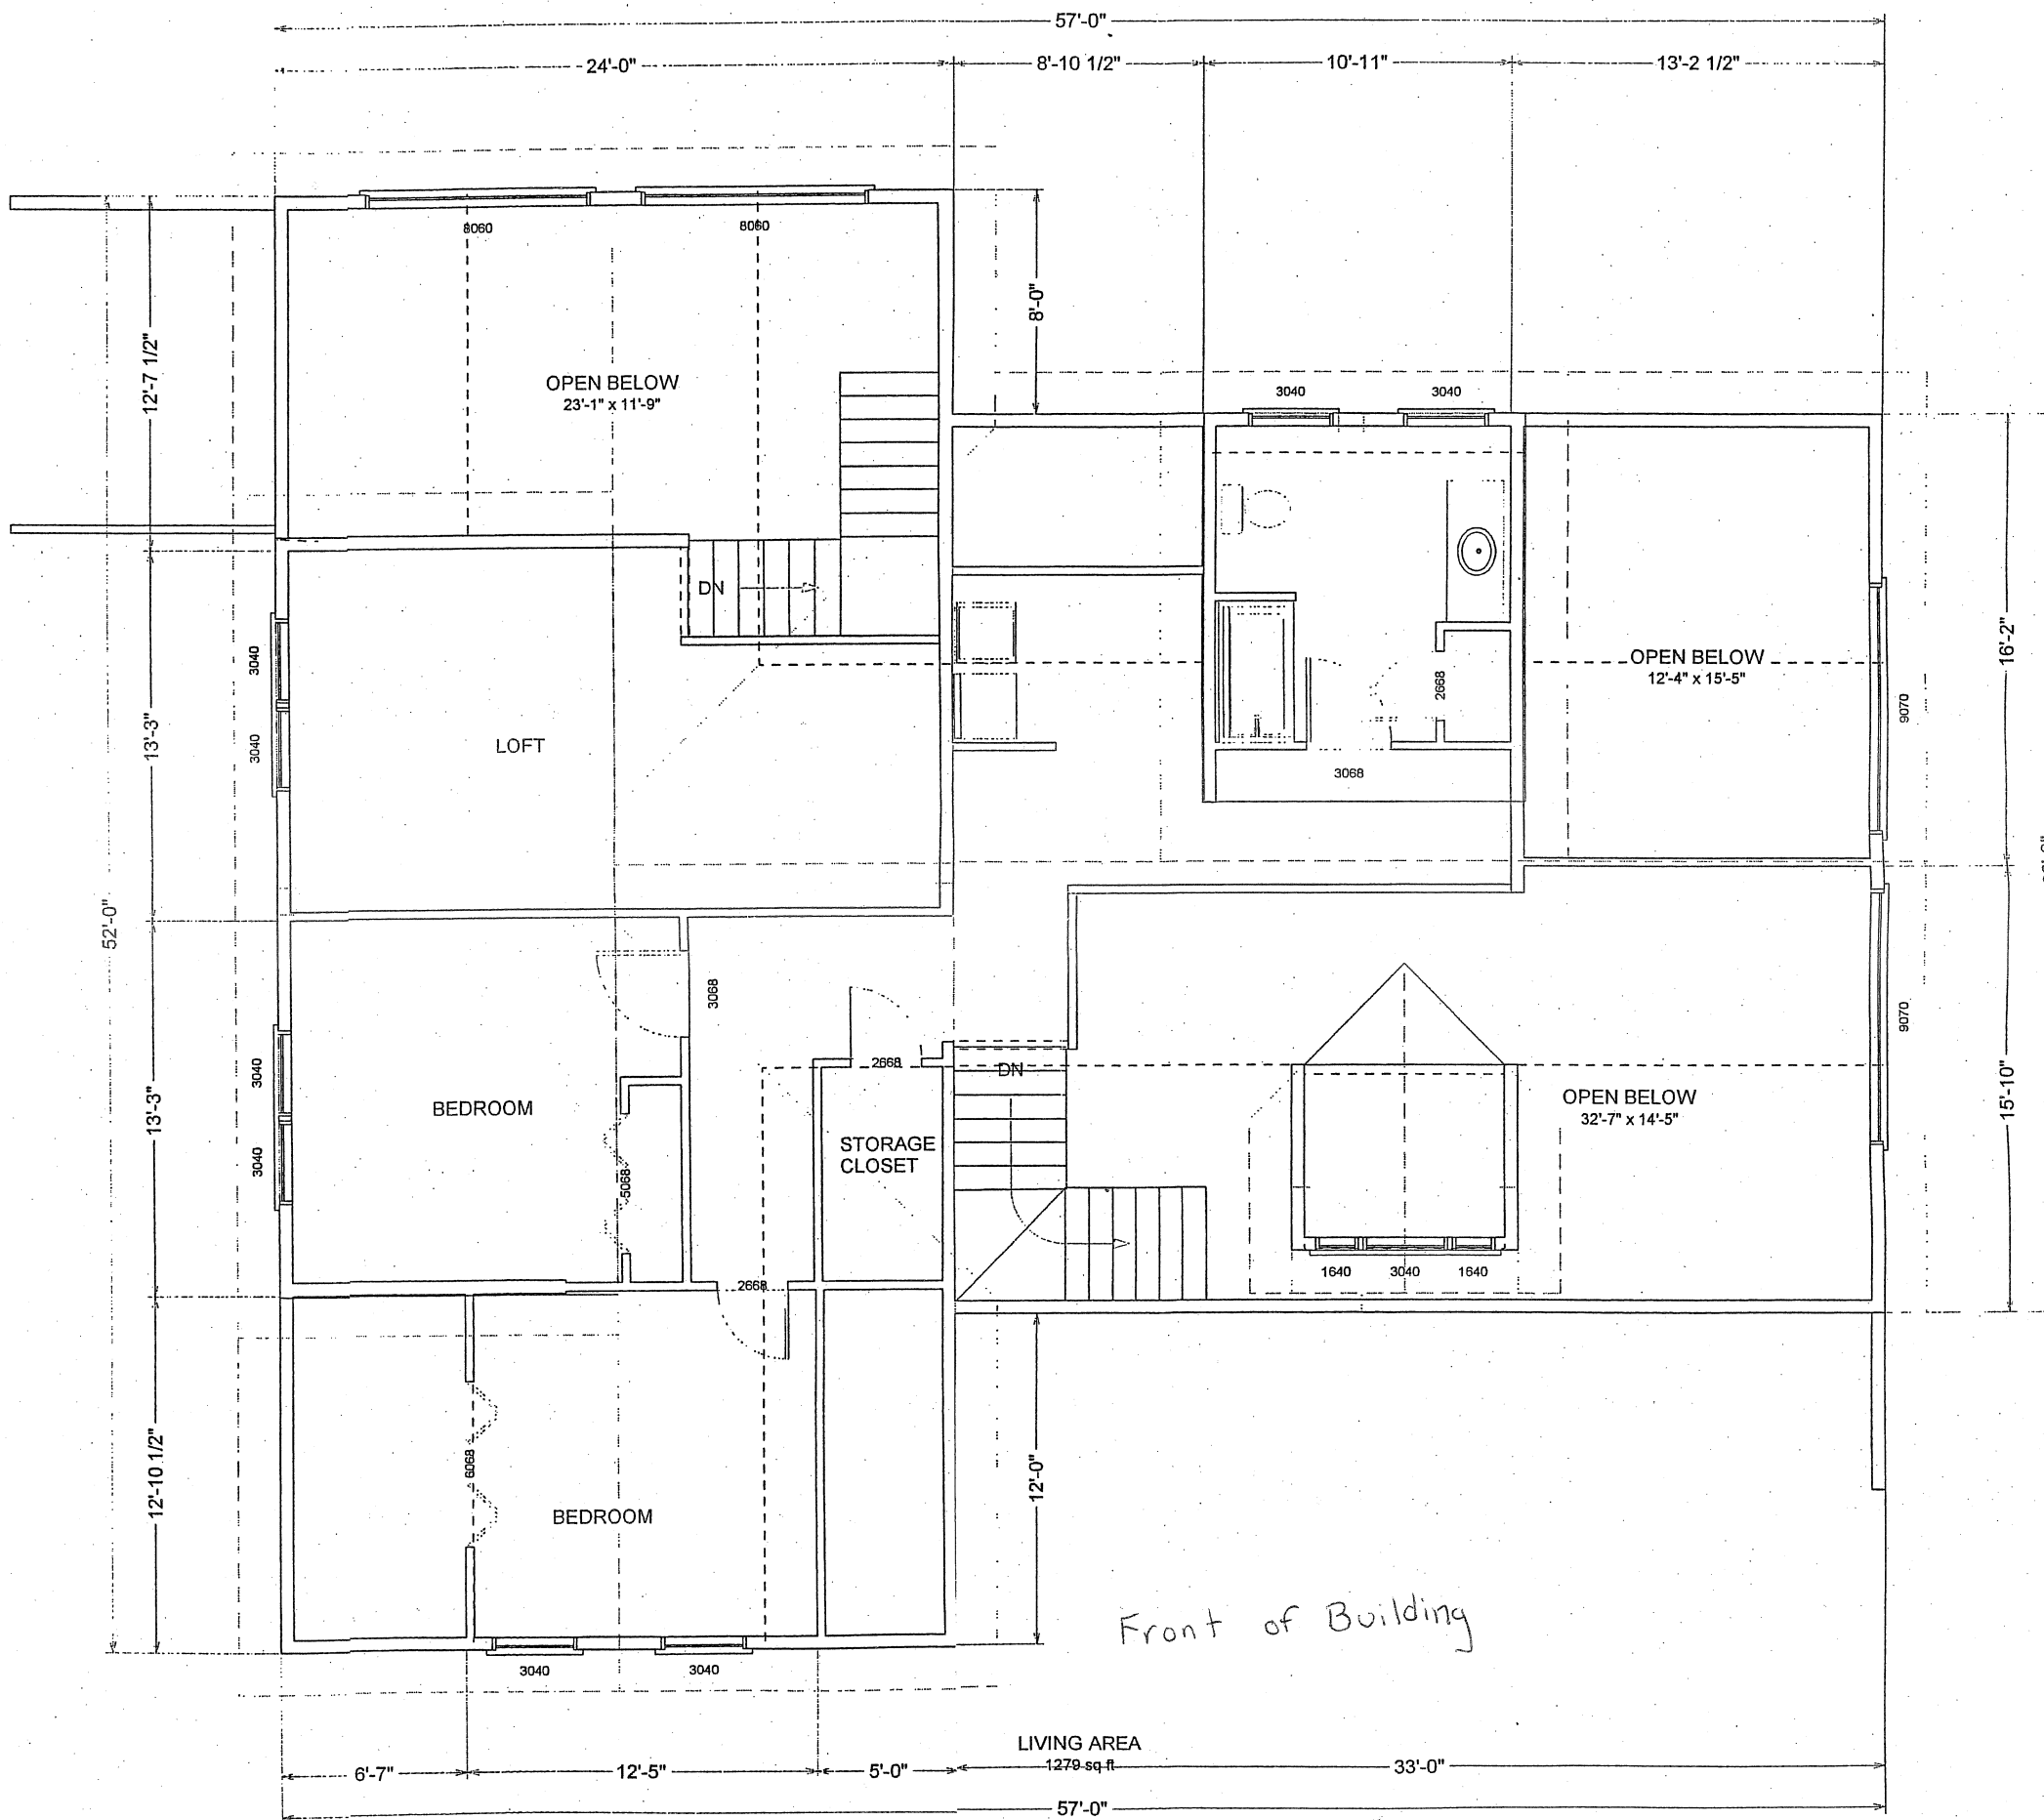 57'-0"
24'-0"
8'-10 1/2"
10'-11"
13'-2 1/2"
8060
8060
8'-0"
12'-7 1/2"
OPEN BELOW
23'-1" x 11'-9"
3040
3040
DN
3040
3040
13'-3"
LOFT
2668
3068
OPEN BELOW
12'-4" x 15'-5"
9070
16'-2"
52'-0"
3068
2668
DN
9070
3040
3040
13'-3"
BEDROOM
5068
STORAGE
CLOSET
OPEN BELOW
32'-7" x 14'-5"
15'-10"
1640
3040
1640
2668
12'-10 1/2"
6068
BEDROOM
12'-0"
Front of Building
3040
3040
LIVING AREA
1279 sq ft
6'-7"
12'-5"
5'-0"
33'-0"
57'-0"